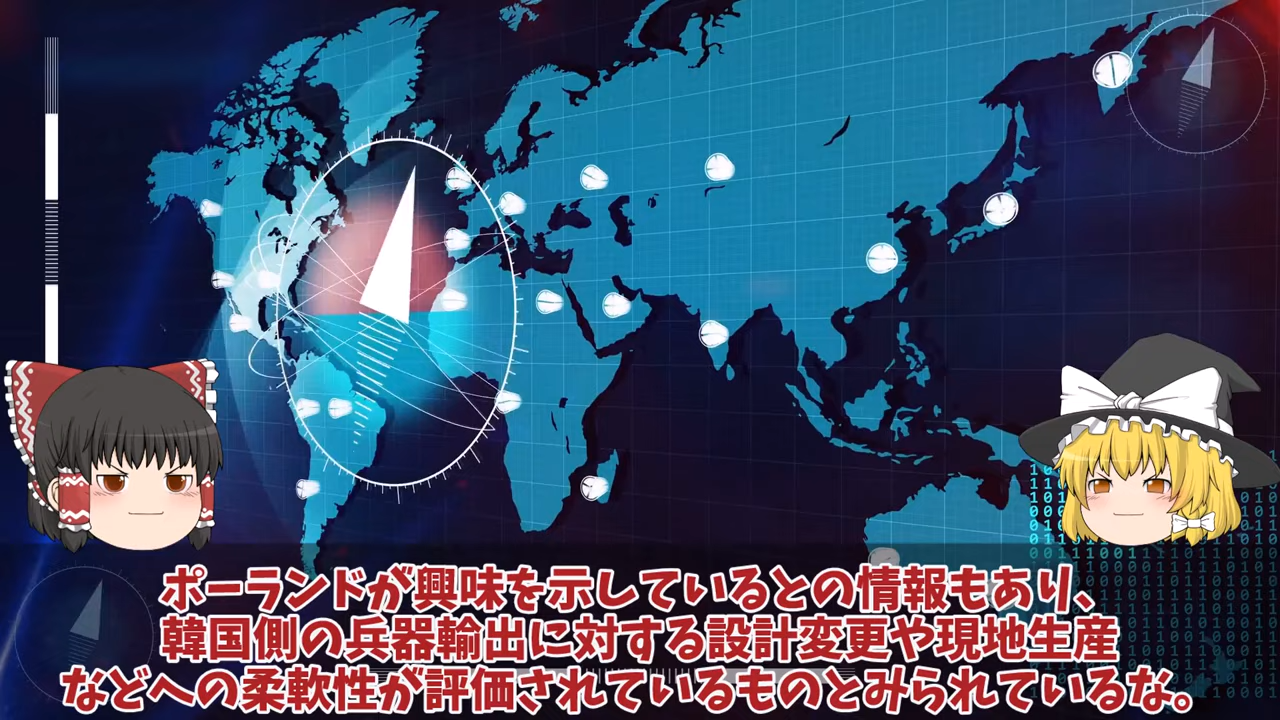 ポーランドが興味を示しているとの情報もあり、
韓国側の兵器輸出に対する設計変更や現地生産
などへの柔軟性が評価されているものとみられているな。